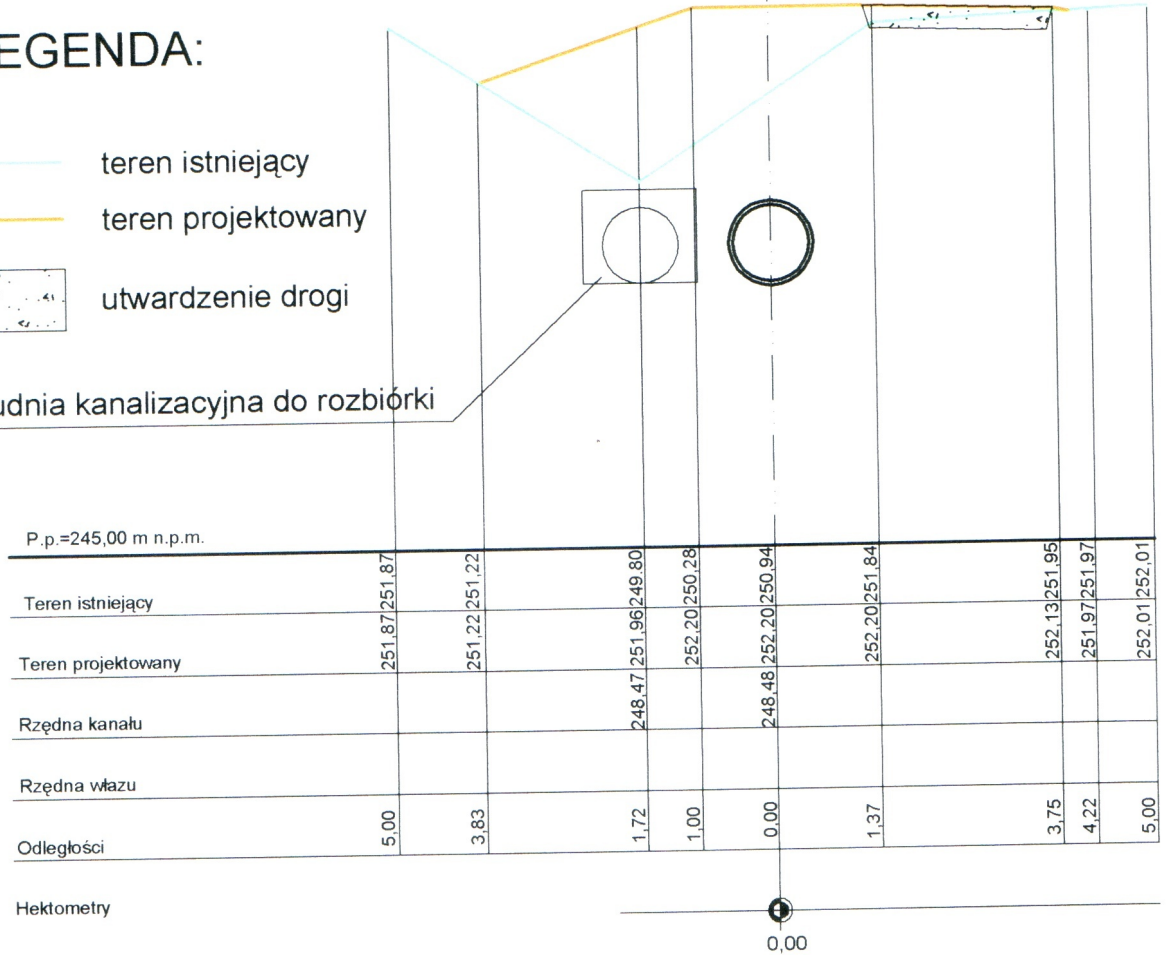 EGENDA:
teren istniejący
teren projektowany
utwardzenie drogi
udnia kanalizacyjna do rozbiórki
P.p.=245,00 m n.p.m.
Teren istniejący 251,87 251,22 249,80 250,28 250,94 251,84 251,95 251,97 252,01
Teren projektowany 251,87 251,22 251,96 252,20 252,20 252,20 252,13 251,97 252,01
Rzędna kanału 248,47 248,48
Rzędna włazu
Odległości 5,00 3,83 1,72 1,00 0,00 1,37 3,75 4,22 5,00
Hektometry
0,00